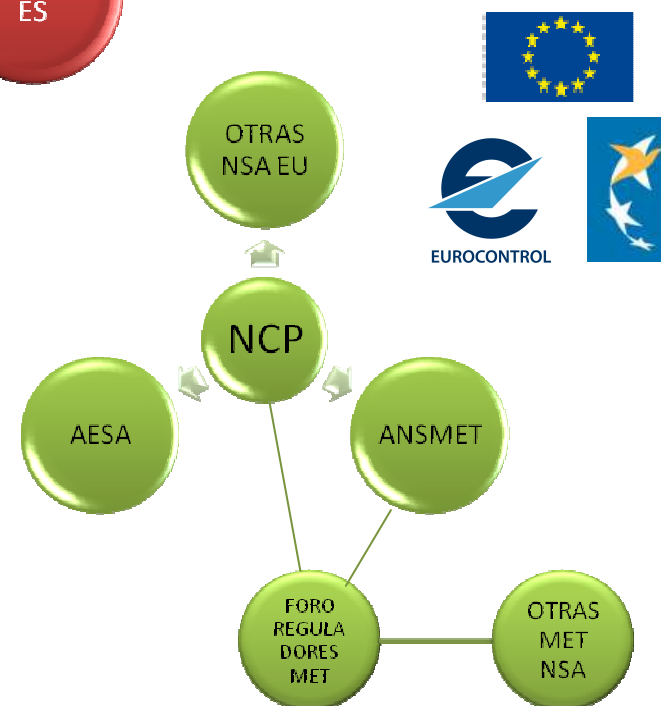 ES
OTRAS
NSA EU
EUROCONTROL
NCP
AESA
ANSMET
FORO
REGULA
DORES
MET
OTRAS
MET
NSA